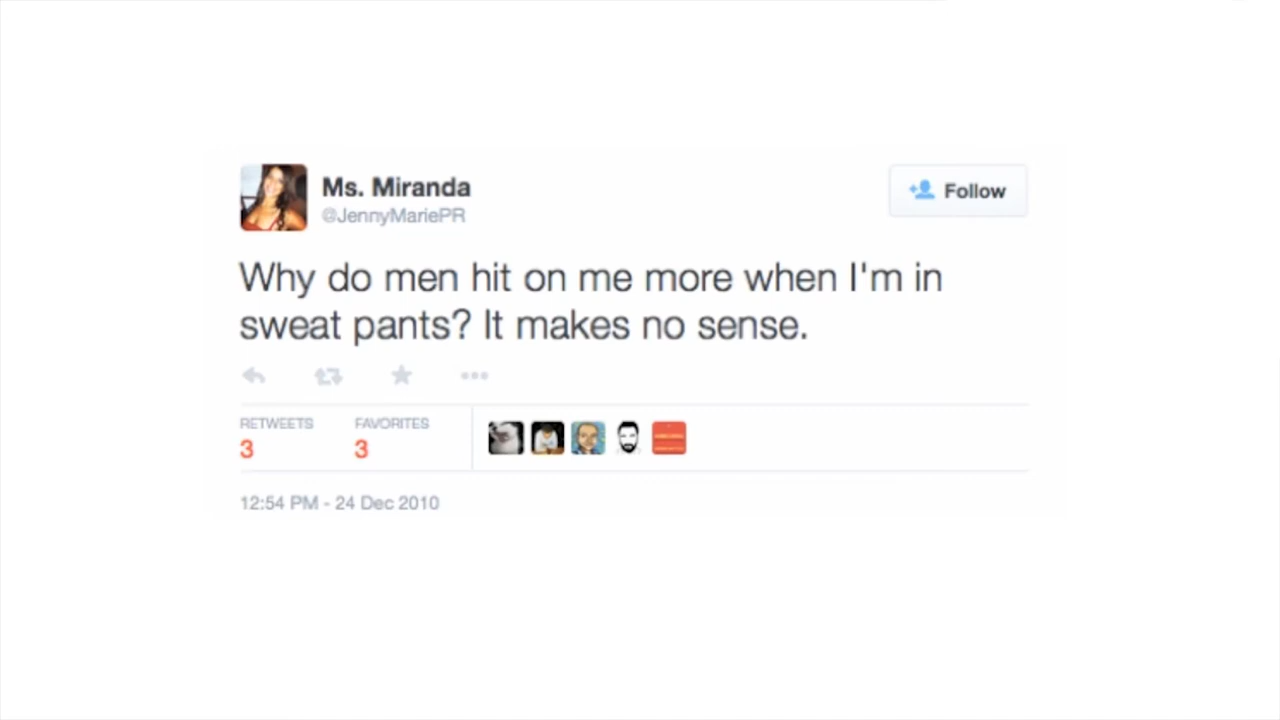 Ms. Miranda
@JennyMariePR
Follow
Why do men hit on me more when I'm in
sweat pants? It makes no sense.
RETWEETS FAVORITES
3 3
12:54 PM - 24 Dec 2010